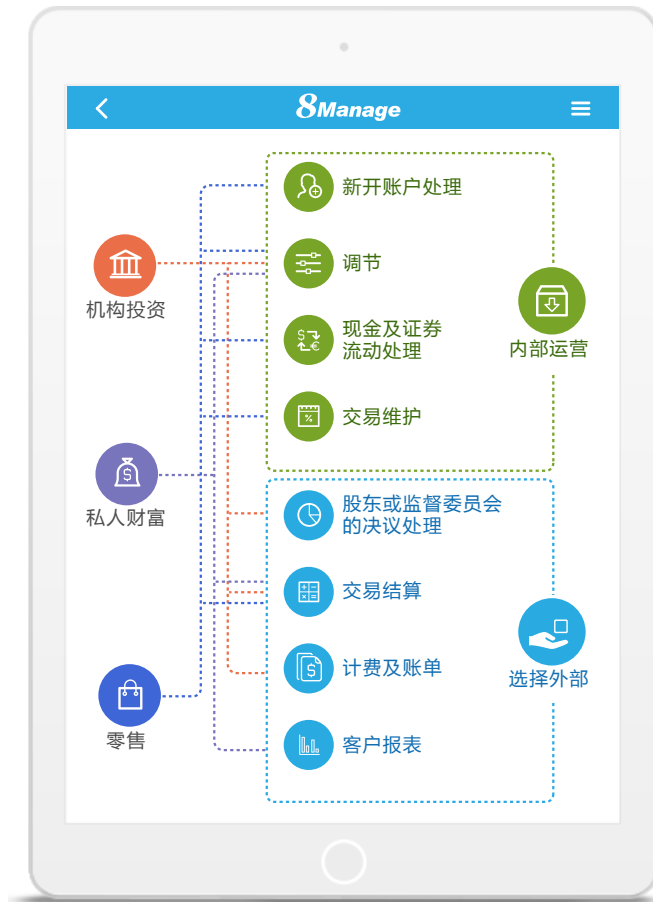 8Manage
新开账户处理
调节
机构投资
现金及证券
流动处理
内部运营
交易维护
私人财富
股东或监督委员会
的决议处理
交易结算
计费及账单
选择外部
零售
客户报表